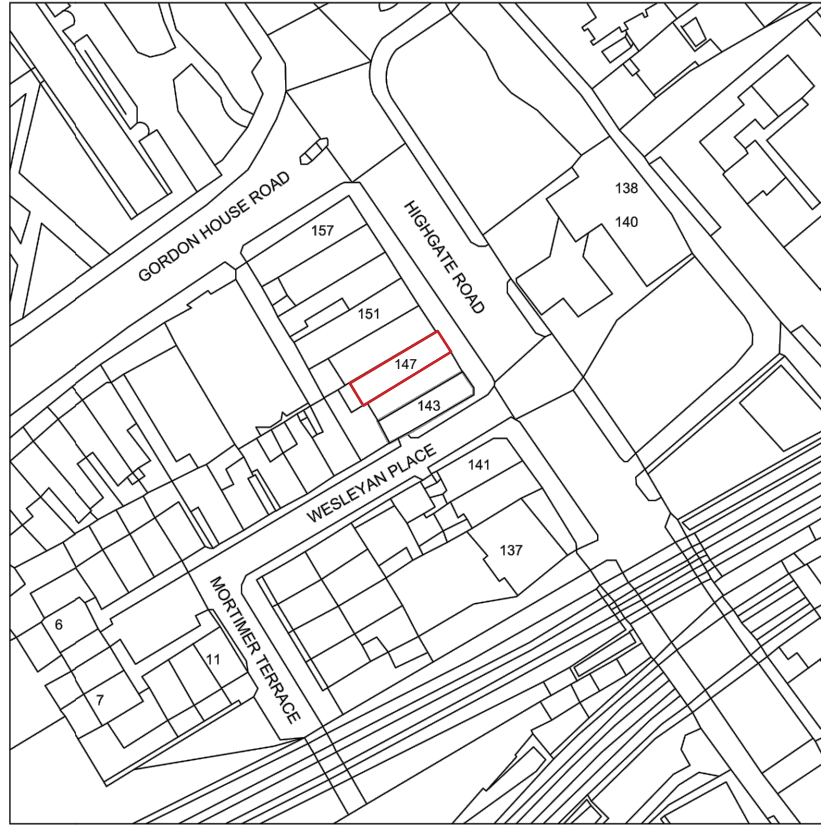 138
140
GORDON HOUSE ROAD
HIGHGATE ROAD
157
151
147
143
WESLEYAN PLACE
141
137
MORTIMER TERRACE
6
11
7